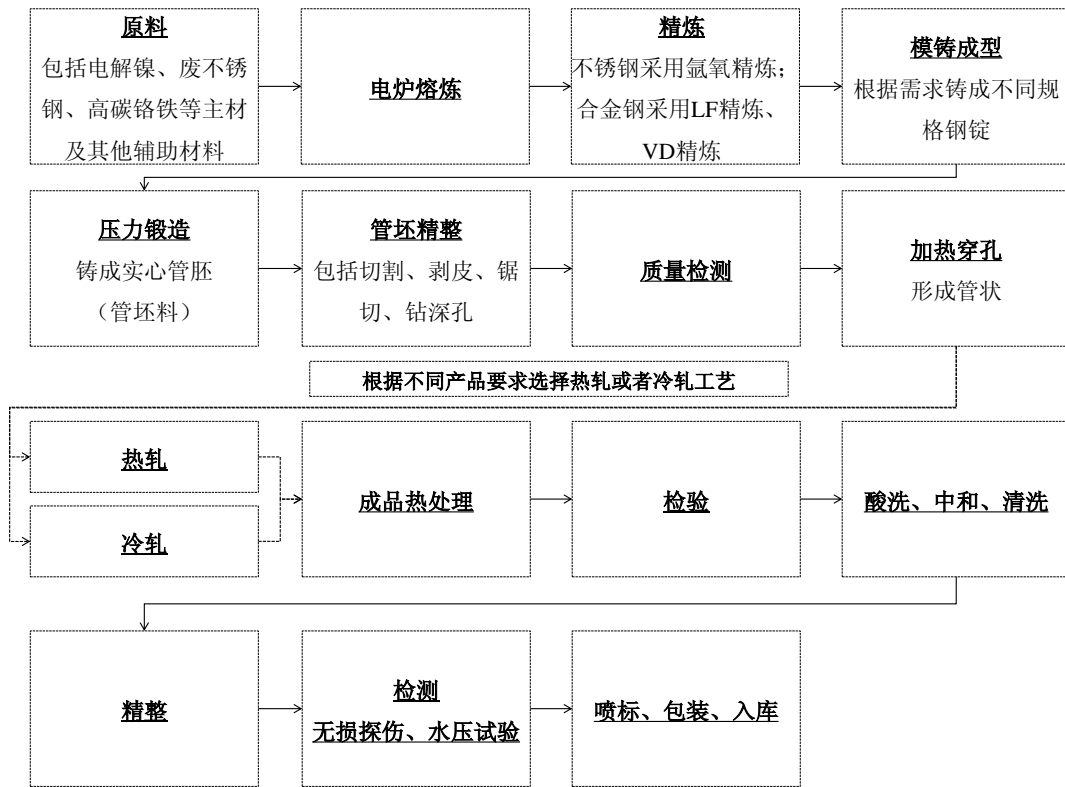 原料
包括电解镍、废不锈
钢、高碳铬铁等主材
及其他辅助材料
电炉熔炼
精炼
不锈钢采用氩氧精炼；
合金钢采用LF精炼、
VD精炼
模铸成型
根据需求铸成不同规
格钢锭
压力锻造
铸成实心管胚
（管坯料）
管坯精整
包括切割、剥皮、锯
切、钻深孔
质量检测
加热穿孔
形成管状
根据不同产品要求选择热轧或者冷轧工艺
热轧
冷轧
成品热处理
检验
酸洗、中和、清洗
精整
检测
无损探伤、水压试验
喷标、包装、入库